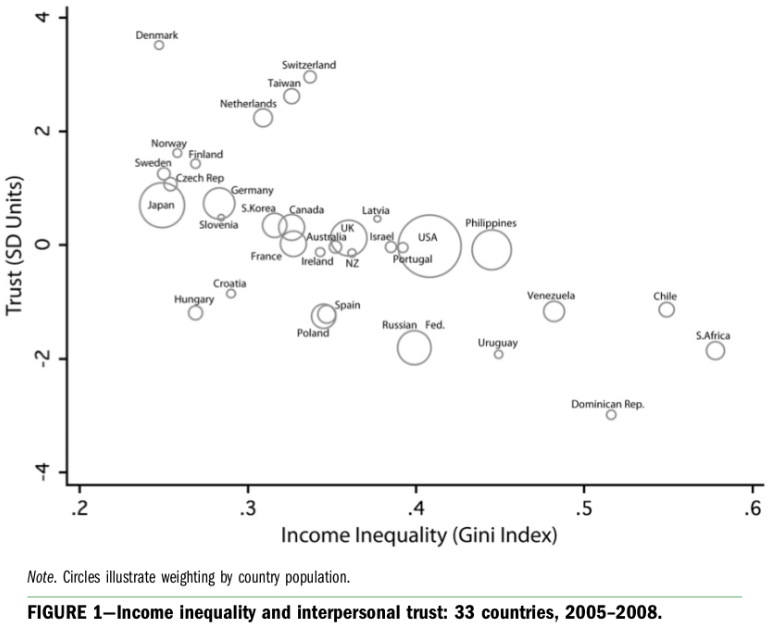 4
Denmark
Switzerland
Taiwan
Netherlands
2
Norway
Finland
Sweden
Czech Rep
Germany
Japan
S.Korea
Canada
Latvia
Slovenia
Philippines
UK
Australia
Israel
USA
0
France
Ireland
NZ
Portugal
Croatia
Hungary
Spain
Venezuela
Chile
Poland
Russian Fed.
S.Africa
Uruguay
-2
Dominican Rep.
-4
Trust (SD Units)
.2 .3 .4 .5 .6
Income Inequality (Gini Index)
Note. Circles illustrate weighting by country population.
FIGURE 1—Income inequality and interpersonal trust: 33 countries, 2005–2008.